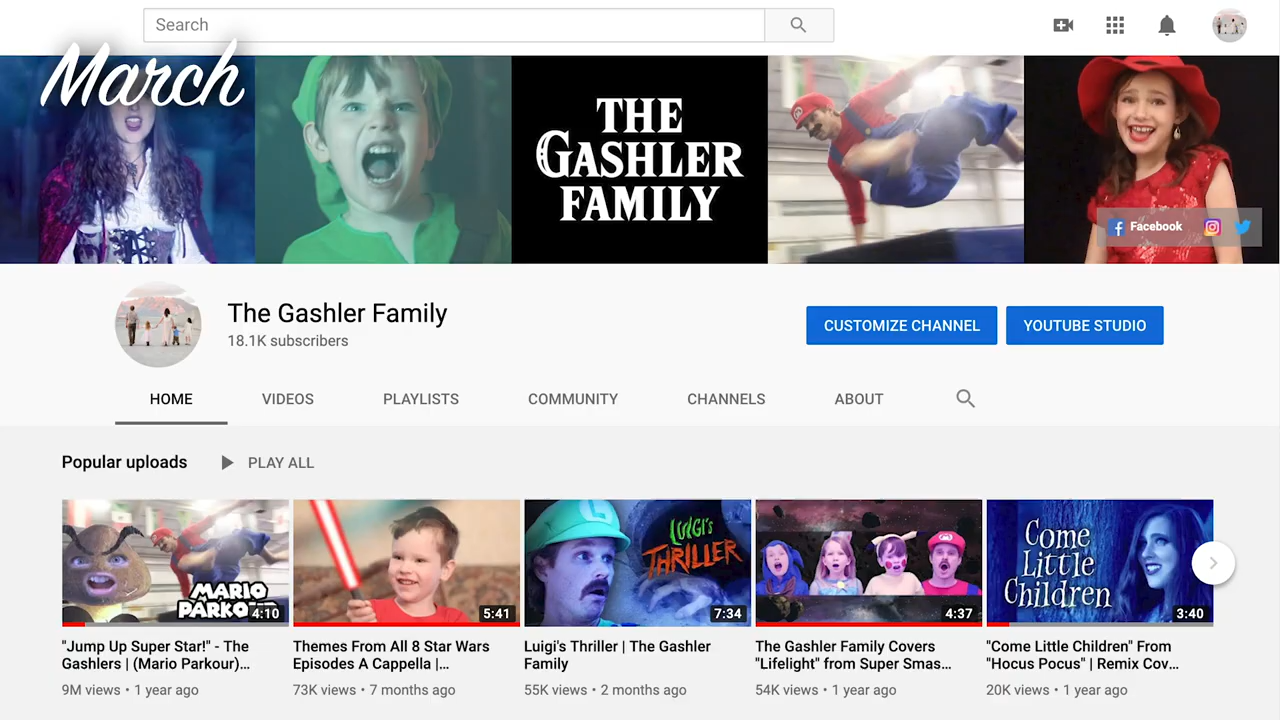 Search
March
THE
GASHLER
FAMILY
Facebook
The Gashler Family
18.1K subscribers
CUSTOMIZE CHANNEL
YOUTUBE STUDIO
HOME
VIDEOS
PLAYLISTS
COMMUNITY
CHANNELS
ABOUT
Popular uploads
PLAY ALL
MARIO
4:10
5:41
L
LUIGI'S
THRILLER
7:34
4:37
Come
Little
Children
3:40
"Jump Up Super Star!" - The
Gashlers | (Mario Parkour)...
9M views • 1 year ago
Themes From All 8 Star Wars
Episodes A Cappella |...
73K views • 7 months ago
Luigi's Thriller | The Gashler
Family
55K views • 2 months ago
The Gashler Family Covers
"Lifelight" from Super Smas...
54K views • 1 year ago
"Come Little Children" From
"Hocus Pocus" | Remix Cov...
20K views • 1 year ago